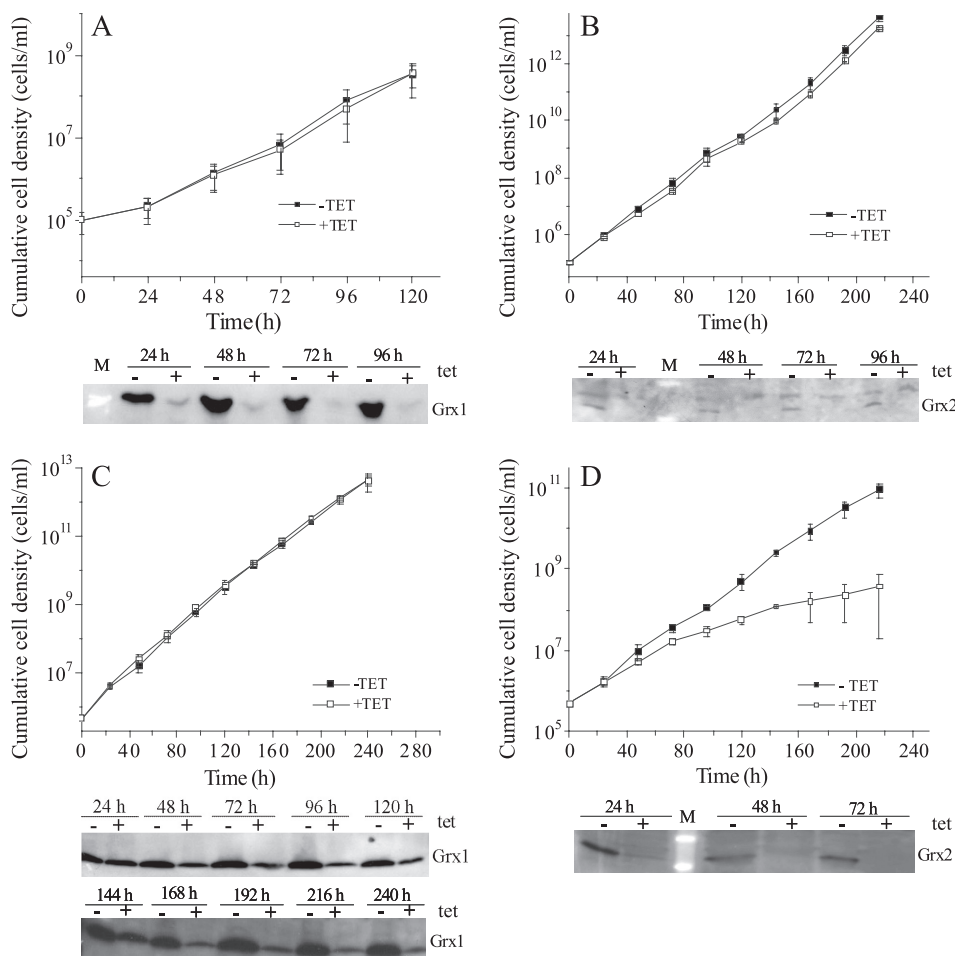 A
Cumulative cell density (cells/ml)
10^9
10^7
10^5
-TET
+TET
0 24 48 72 96 120
Time (h)
M 24 h 48 h 72 h 96 h
- + - + - + - + tet
Grx1
B
Cumulative cell density (cells/ml)
10^12
10^10
10^8
10^6
-TET
+TET
0 40 80 120 160 200 240
Time (h)
24 h M 48 h 72 h 96 h
- + - + - + - + tet
Grx2
C
Cumulative cell density (cells/ml)
10^13
10^11
10^9
10^7
-TET
+TET
0 40 80 120 160 200 240 280
Time (h)
24 h 48 h 72 h 96 h 120 h
- + - + - + - + - + tet
Grx1
144 h 168 h 192 h 216 h 240 h
- + - + - + - + - + tet
Grx1
D
Cumulative cell density (cells/ml)
10^11
10^9
10^7
10^5
- TET
+TET
0 40 80 120 160 200 240
Time (h)
24 h M 48 h 72 h
- + - + - + tet
Grx2